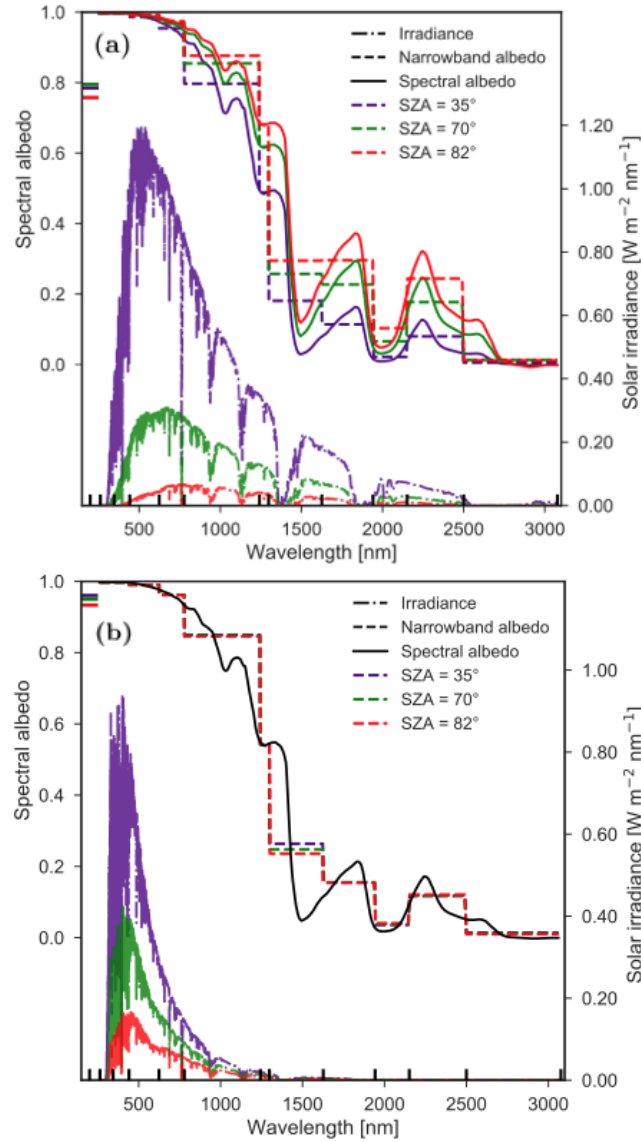 (a)
Irradiance
Narrowband albedo
Spectral albedo
SZA = 35°
SZA = 70°
SZA = 82°
Spectral albedo
1.0
0.8
0.6
0.4
0.2
0.0
Solar irradiance [W m−2 nm−1]
1.20
1.00
0.80
0.60
0.40
0.20
0.00
500 1000 1500 2000 2500 3000
Wavelength [nm]
(b)
Irradiance
Narrowband albedo
Spectral albedo
SZA = 35°
SZA = 70°
SZA = 82°
Spectral albedo
1.0
0.8
0.6
0.4
0.2
0.0
Solar irradiance [W m−2 nm−1]
1.00
0.80
0.60
0.40
0.20
0.00
500 1000 1500 2000 2500 3000
Wavelength [nm]